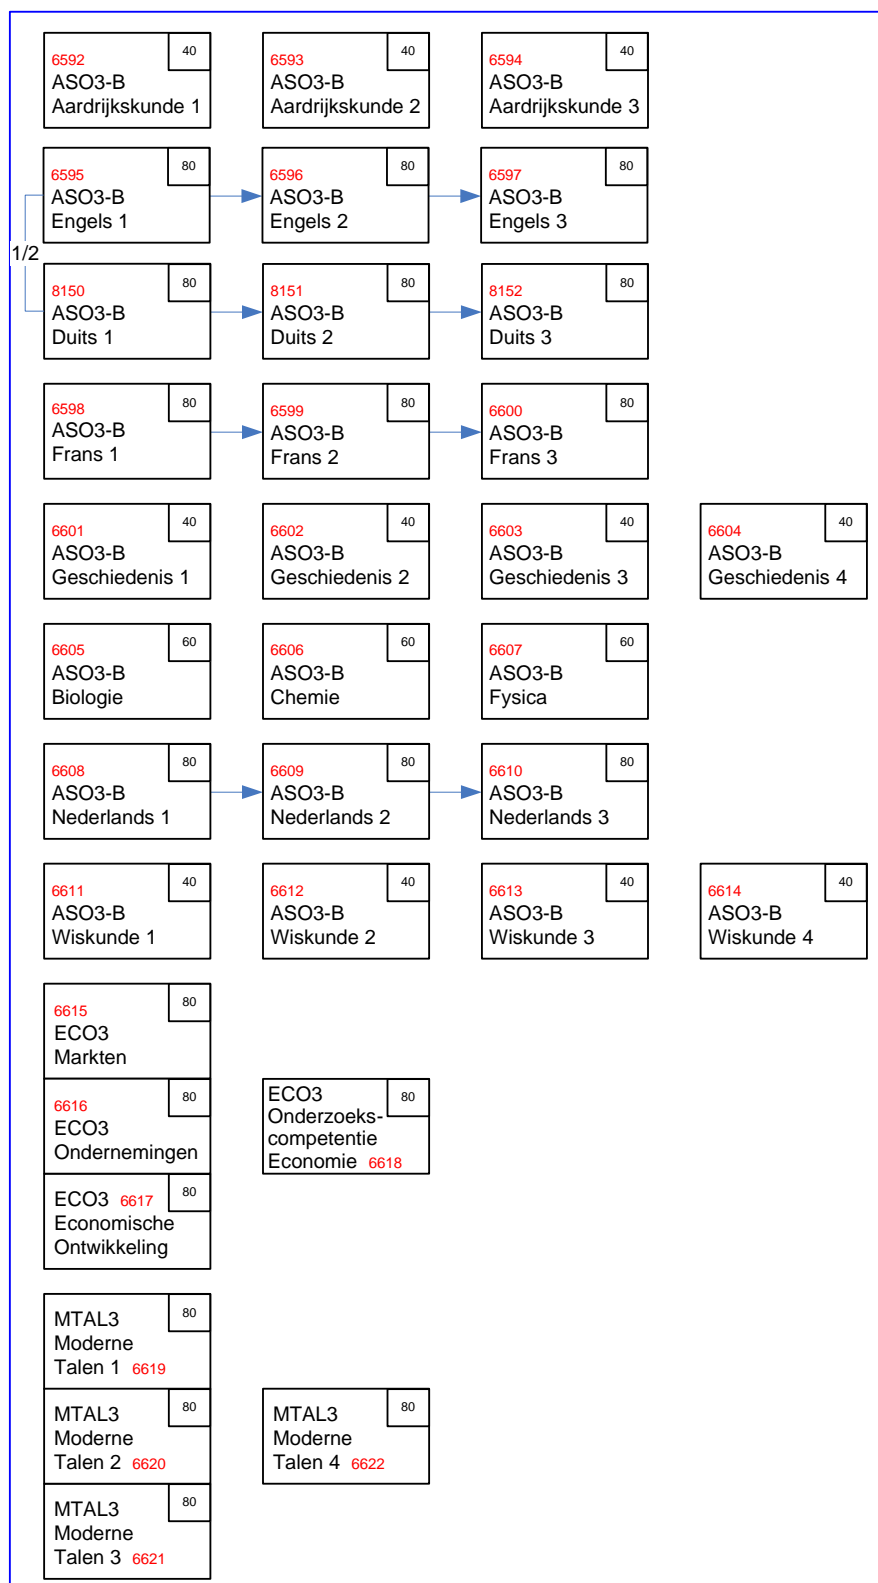 6592 40
ASO3-B
Aardrijkskunde 1
6593 40
ASO3-B
Aardrijkskunde 2
6594 40
ASO3-B
Aardrijkskunde 3
6595 80
ASO3-B
Engels 1
6596 80
ASO3-B
Engels 2
6597 80
ASO3-B
Engels 3
1/2
8150 80
ASO3-B
Duits 1
8151 80
ASO3-B
Duits 2
8152 80
ASO3-B
Duits 3
6598 80
ASO3-B
Frans 1
6599 80
ASO3-B
Frans 2
6600 80
ASO3-B
Frans 3
6601 40
ASO3-B
Geschiedenis 1
6602 40
ASO3-B
Geschiedenis 2
6603 40
ASO3-B
Geschiedenis 3
6604 40
ASO3-B
Geschiedenis 4
6605 60
ASO3-B
Biologie
6606 60
ASO3-B
Chemie
6607 60
ASO3-B
Fysica
6608 80
ASO3-B
Nederlands 1
6609 80
ASO3-B
Nederlands 2
6610 80
ASO3-B
Nederlands 3
6611 40
ASO3-B
Wiskunde 1
6612 40
ASO3-B
Wiskunde 2
6613 40
ASO3-B
Wiskunde 3
6614 40
ASO3-B
Wiskunde 4
6615 80
ECO3
Markten
6616 80
ECO3
Ondernemingen
ECO3 80
Onderzoeks-
competentie
Economie 6618
ECO3 6617 80
Economische
Ontwikkeling
MTAL3 80
Moderne
Talen 1 6619
MTAL3 80
Moderne
Talen 2 6620
MTAL3 80
Moderne
Talen 4 6622
MTAL3 80
Moderne
Talen 3 6621